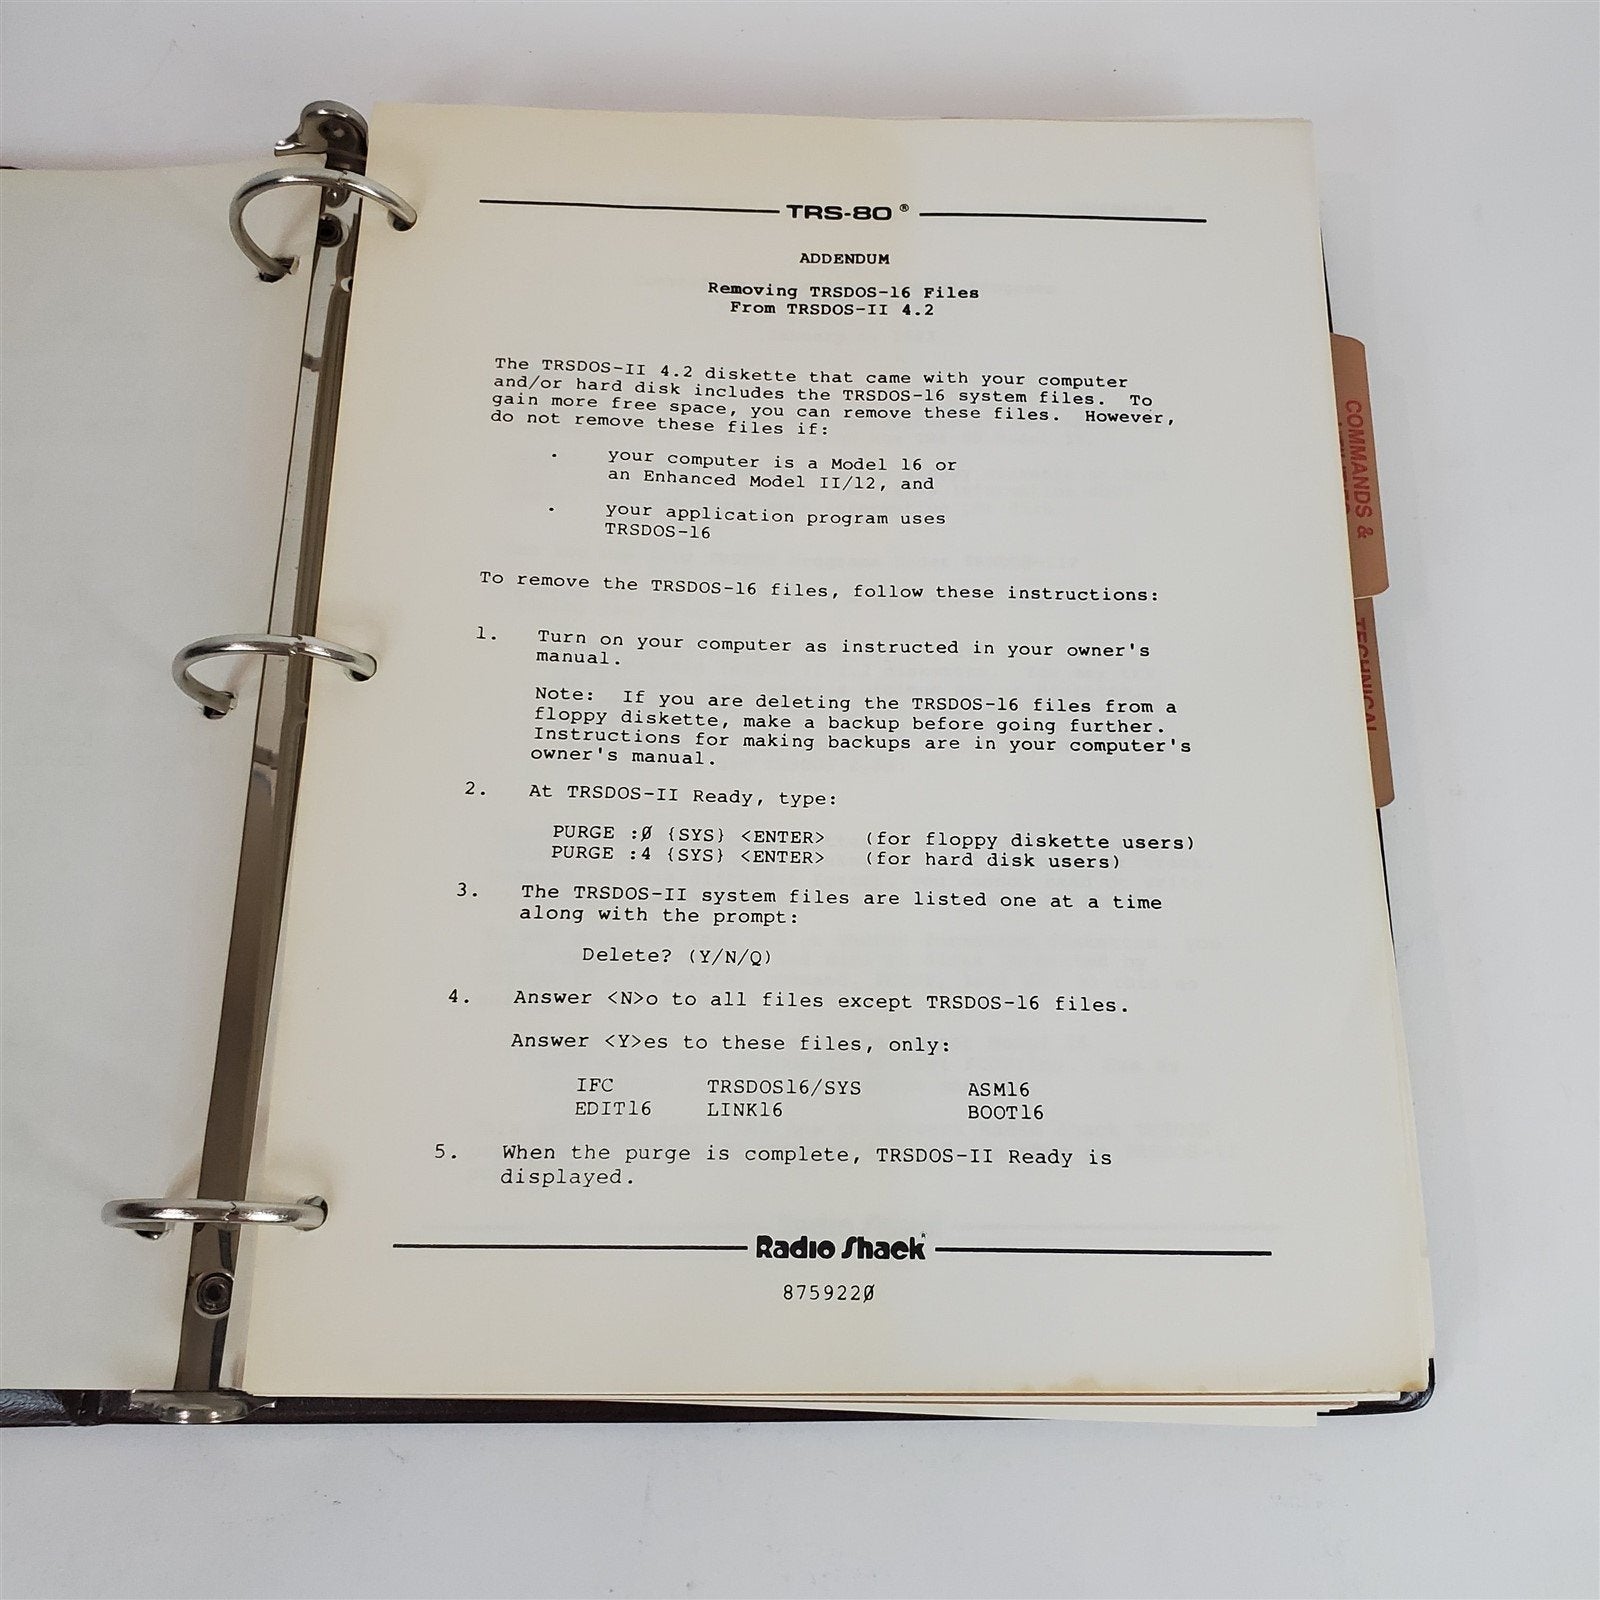 TRS-80 ®
ADDENDUM
Removing TRSDOS-16 Files
From TRSDOS-II 4.2
The TRSDOS-II 4.2 diskette that came with your computer
and/or hard disk includes the TRSDOS-16 system files. To
gain more free space, you can remove these files. However,
do not remove these files if:
· your computer is a Model 16 or
an Enhanced Model II/12, and
· your application program uses
TRSDOS-16
To remove the TRSDOS-16 files, follow these instructions:
1. Turn on your computer as instructed in your owner's
manual.
Note: If you are deleting the TRSDOS-16 files from a
floppy diskette, make a backup before going further.
Instructions for making backups are in your computer's
owner's manual.
2. At TRSDOS-II Ready, type:
PURGE :Ø {SYS} <ENTER> (for floppy diskette users)
PURGE :4 {SYS} <ENTER> (for hard disk users)
3. The TRSDOS-II system files are listed one at a time
along with the prompt:
Delete? (Y/N/Q)
4. Answer <N>o to all files except TRSDOS-16 files.
Answer <Y>es to these files, only:
IFC TRSDOS16/SYS ASM16
EDIT16 LINK16 BOOT16
5. When the purge is complete, TRSDOS-II Ready is
displayed.
Radio Shack
8759220
COMMANDS &
TECHNICAL